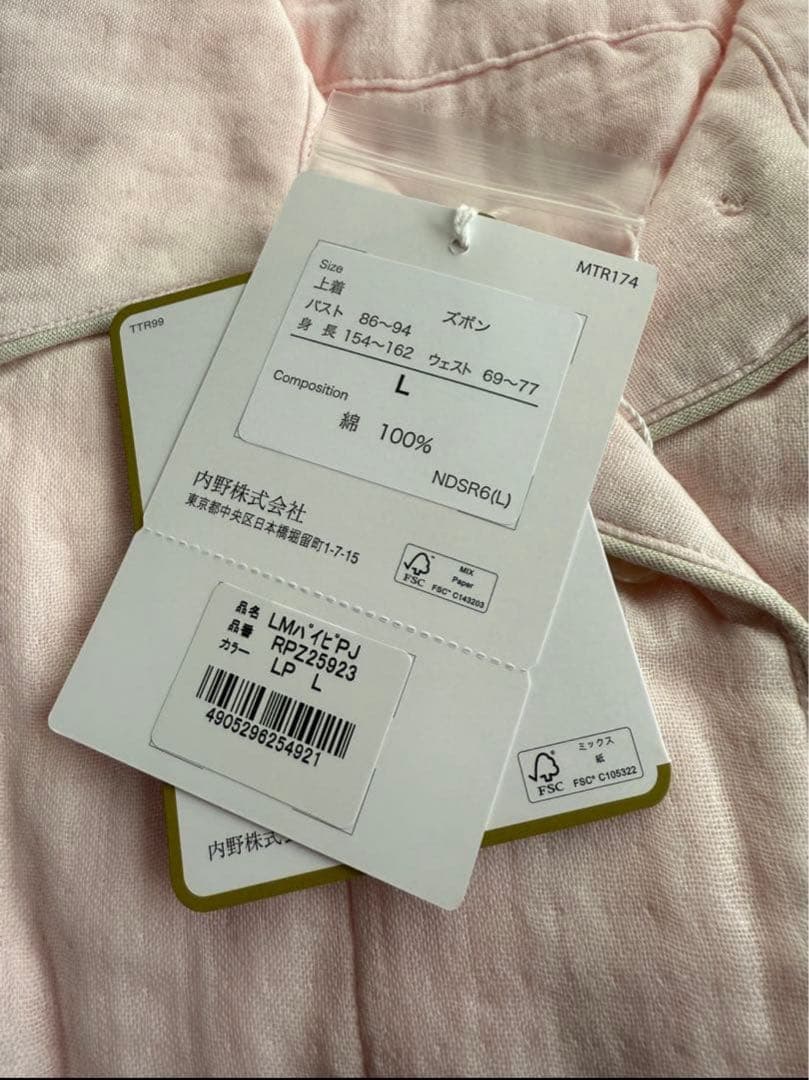 MTR174
Size
上着 ズボン
バスト 86～94
身 長 154～162 ウェスト 69～77
L
Composition
綿 100%
NDSR6(L)
内野株式会社
東京都中央区日本橋堀留町1-7-15
FSC
MIX
Paper
FSC® C143203
品名 LMﾊﾟｲﾋﾟPJ
品番 RPZ25923
カラー LP L
4905296254921
TTR99
FSC
ミックス
紙
FSC® C105322
内野株式